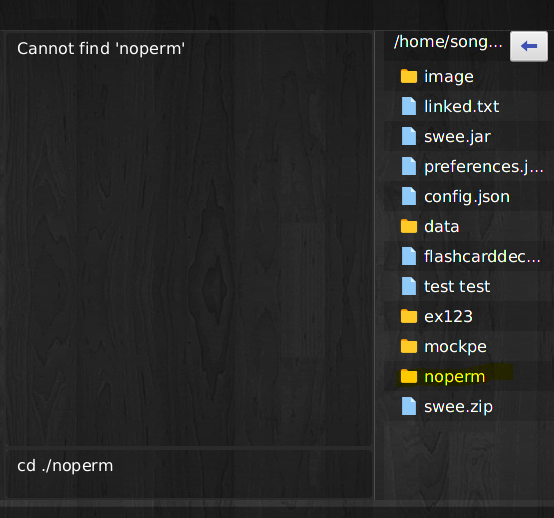 Cannot find 'noperm'
cd ./noperm
/home/song...
image
linked.txt
swee.jar
preferences.j...
config.json
data
flashcarddec...
test test
ex123
mockpe
noperm
swee.zip